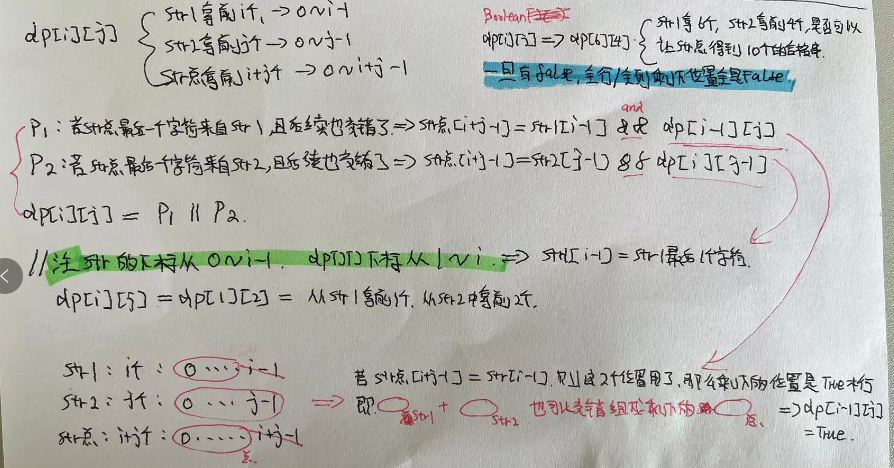 dp[i][j]
str1拿前i个, → 0~i-1
str2拿前j个 → 0~j-1
str总拿前i+j个 → 0~i+j-1
Boolean
dp[i][j] => dp[6][4].
str1拿6个, str2拿前4个, 是否可以
让str总得到10个的
一旦有false, 全行/全列剩下位置全是False.
P1: 若str总最后一个字符来自str1, 且后续也交错了 => str总[i+j-1] = str1[i-1] && dp[i-1][j]
and
P2: 若str总最后一个字符来自str2, 且后续也交错了 => str总[i+j-1] = str2[j-1] && dp[i][j-1]
dp[i][j] = P1 || P2.
// 注 str的下标从0~i-1. dp[][]下标从1~i. => str1[i-1] = str1最后1个字符.
dp[i][j] = dp[1][2] = 从str1拿前1个, 从str2中拿前2个.
str1: i个: 0 ... i-1
str2: j个: 0 ... j-1
str总: i+j个: 0 ...... i+j-1
总.
=> 若str总[i+j-1] = str[i-1]. 则这2个位置用了, 那么剩下的位置是True才行
即 str1 + str2 也可以交错组成剩下的 总. => dp[i-1][j]
= True.